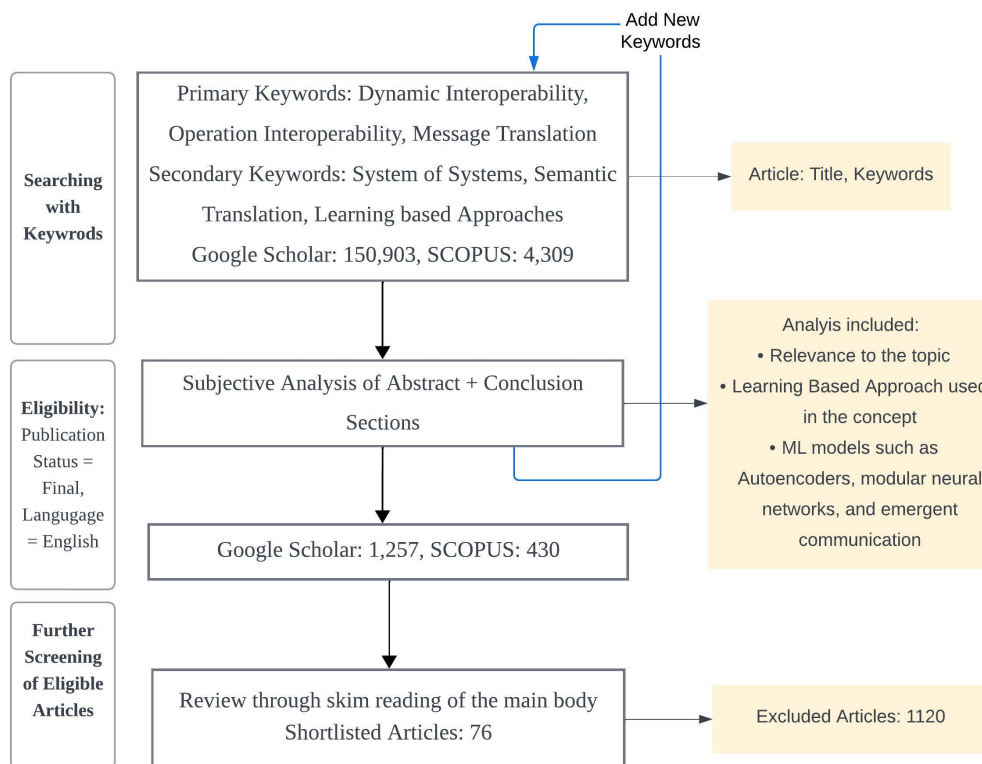 Add New
Keywords
Searching
with
Keywrods
Primary Keywords: Dynamic Interoperability,
Operation Interoperability, Message Translation
Secondary Keywords: System of Systems, Semantic
Translation, Learning based Approaches
Google Scholar: 150,903, SCOPUS: 4,309
Article: Title, Keywords
Eligibility:
Publication
Status =
Final,
Langugage
= English
Subjective Analysis of Abstract + Conclusion
Sections
Analyis included:
• Relevance to the topic
• Learning Based Approach used
in the concept
• ML models such as
Autoencoders, modular neural
networks, and emergent
communication
Google Scholar: 1,257, SCOPUS: 430
Further
Screening
of Eligible
Articles
Review through skim reading of the main body
Shortlisted Articles: 76
Excluded Articles: 1120